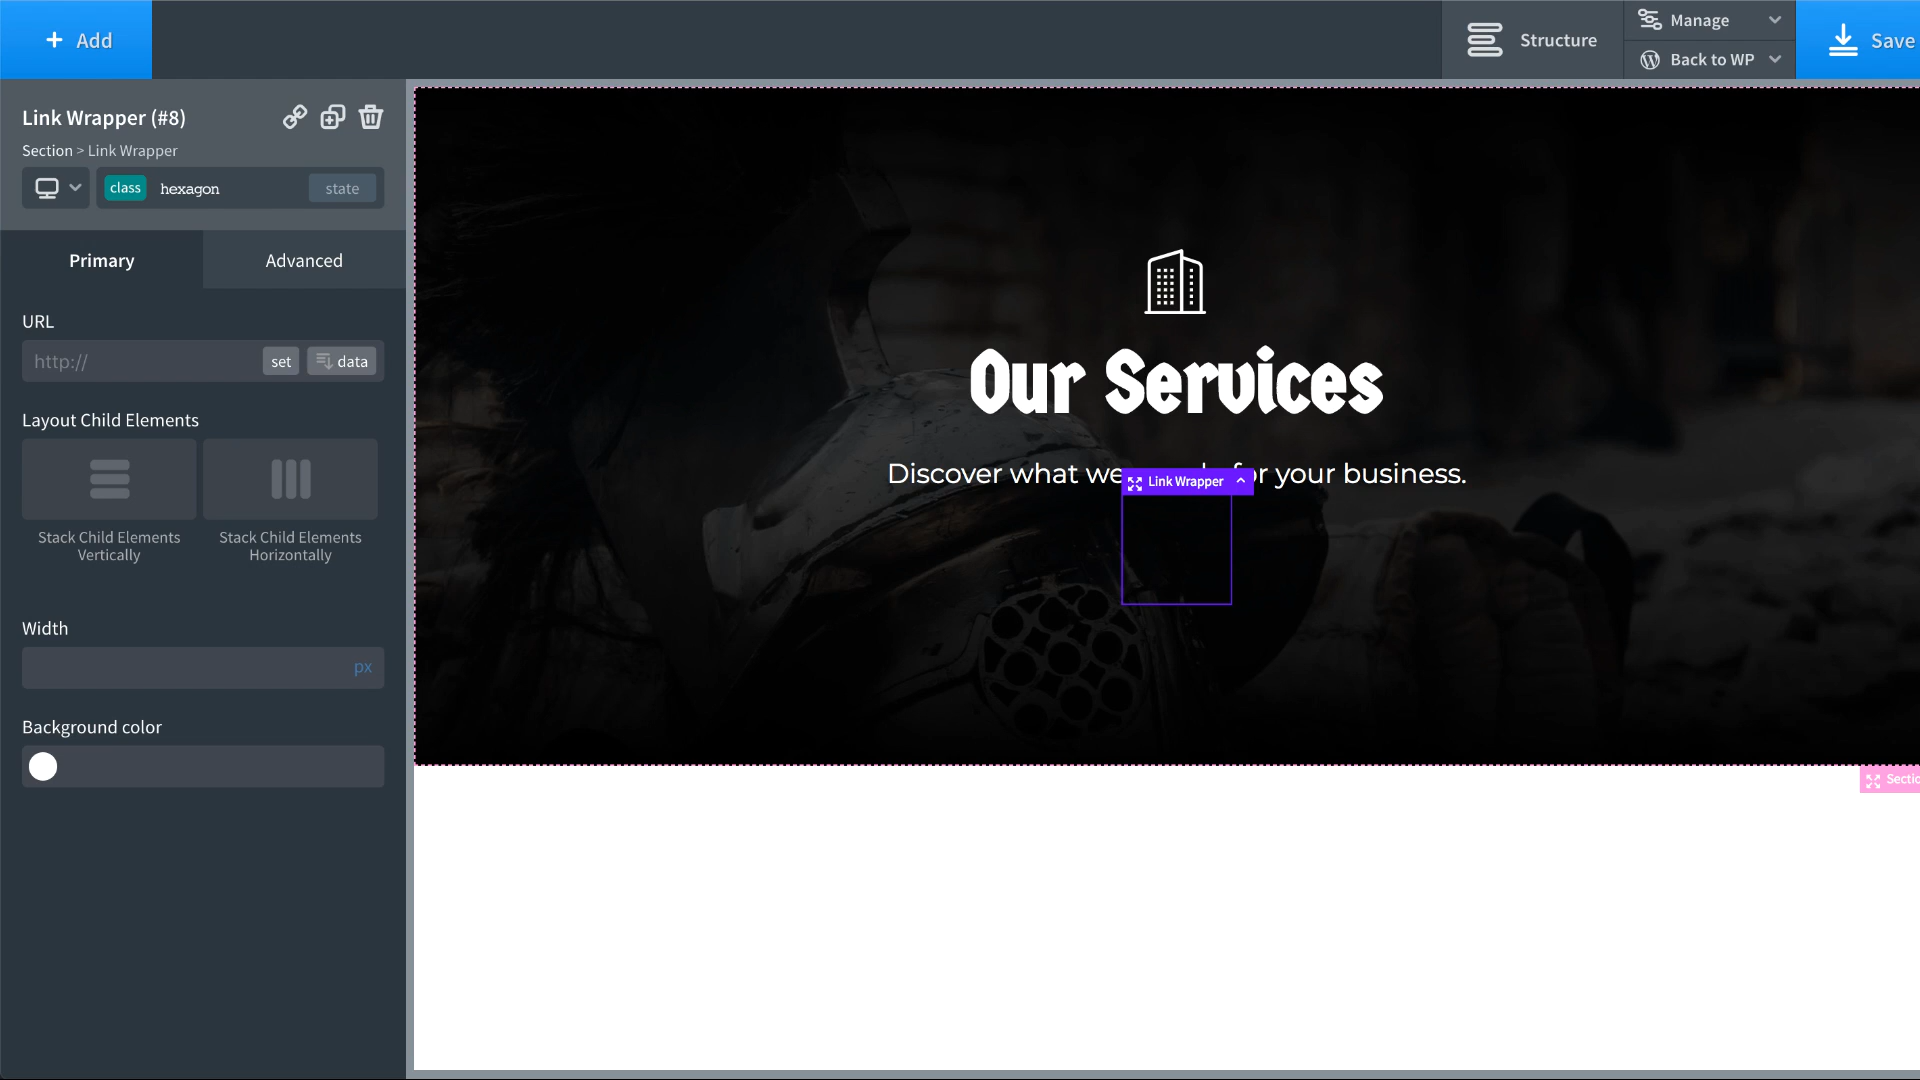 Add
Structure
Manage
Back to WP
Save
Link Wrapper (#8)
Section > Link Wrapper
class hexagon state
Primary Advanced
URL
http:// set data
Layout Child Elements
Stack Child Elements Vertically
Stack Child Elements Horizontally
Width
px
Background color
Our Services
Discover what we for your business.
Link Wrapper